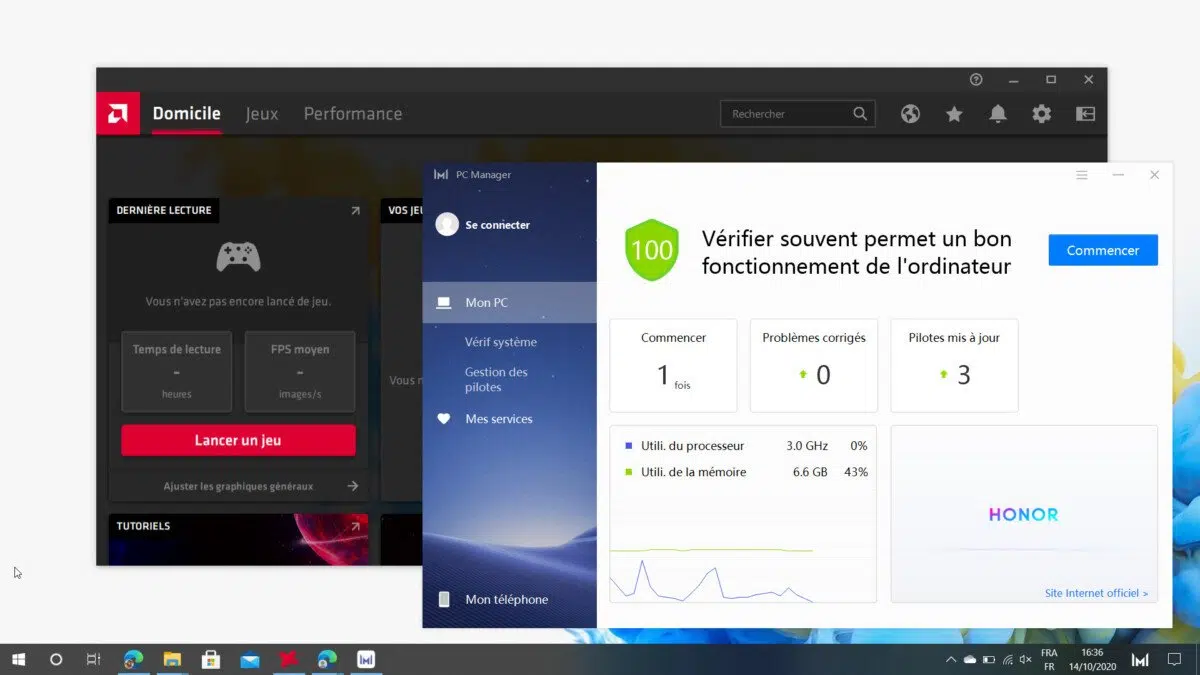 Domicile
Jeux
Performance
Rechercher
DERNIÈRE LECTURE
Vous n'avez pas encore lancé de jeu.
Temps de lecture
-
heures
FPS moyen
-
images/s
Lancer un jeu
Ajuster les graphiques généraux
TUTORIELS
VOS JEU
Vous n
PC Manager
Se connecter
Mon PC
Vérif système
Gestion des
pilotes
Mes services
Mon téléphone
100
Vérifier souvent permet un bon
fonctionnement de l'ordinateur
Commencer
Commencer
1 fois
Problèmes corrigés
0
Pilotes mis à jour
3
Utili. du processeur 3.0 GHz 0%
Utili. de la mémoire 6.6 GB 43%
HONOR
Site Internet officiel >
FRA
FR
16:36
14/10/2020